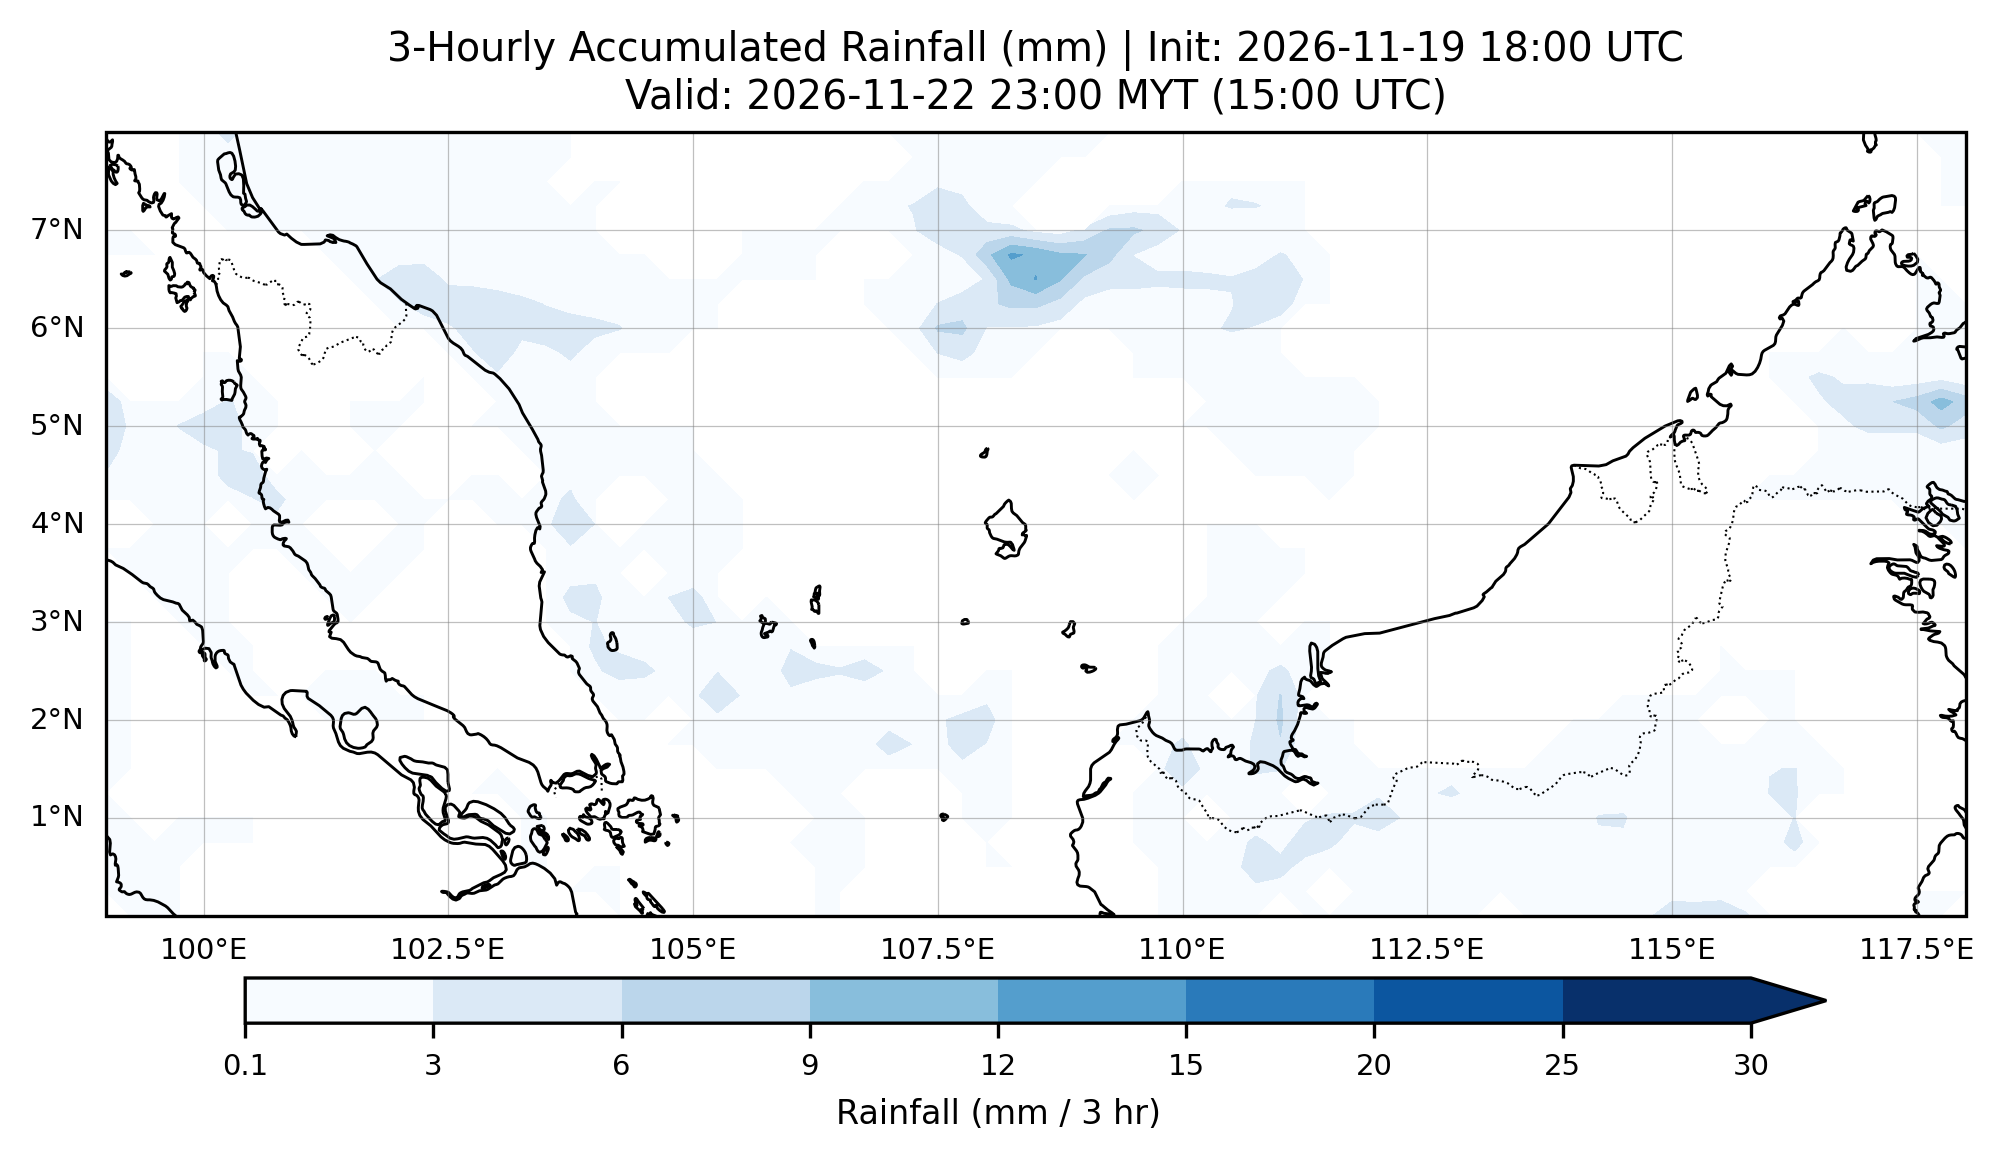 3-Hourly Accumulated Rainfall (mm) | Init: 2026-11-19 18:00 UTC
Valid: 2026-11-22 23:00 MYT (15:00 UTC)
7°N
6°N
5°N
4°N
3°N
2°N
1°N
100°E 102.5°E 105°E 107.5°E 110°E 112.5°E 115°E 117.5°E
0.1 3 6 9 12 15 20 25 30
Rainfall (mm / 3 hr)